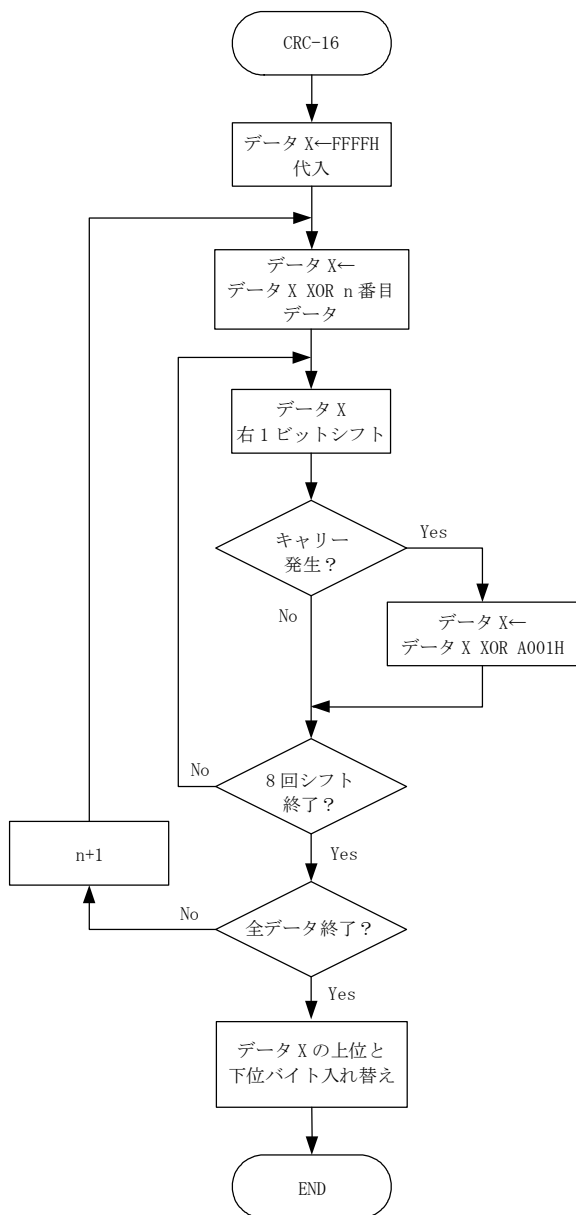 CRC-16
データ X←FFFFH
代入
データ X←
データ X XOR n 番目
データ
データ X
右 1 ビットシフト
キャリー
発生？
Yes
No
データ X←
データ X XOR A001H
8 回シフト
終了？
No
Yes
n+1
全データ終了？
No
Yes
データ X の上位と
下位バイト入れ替え
END